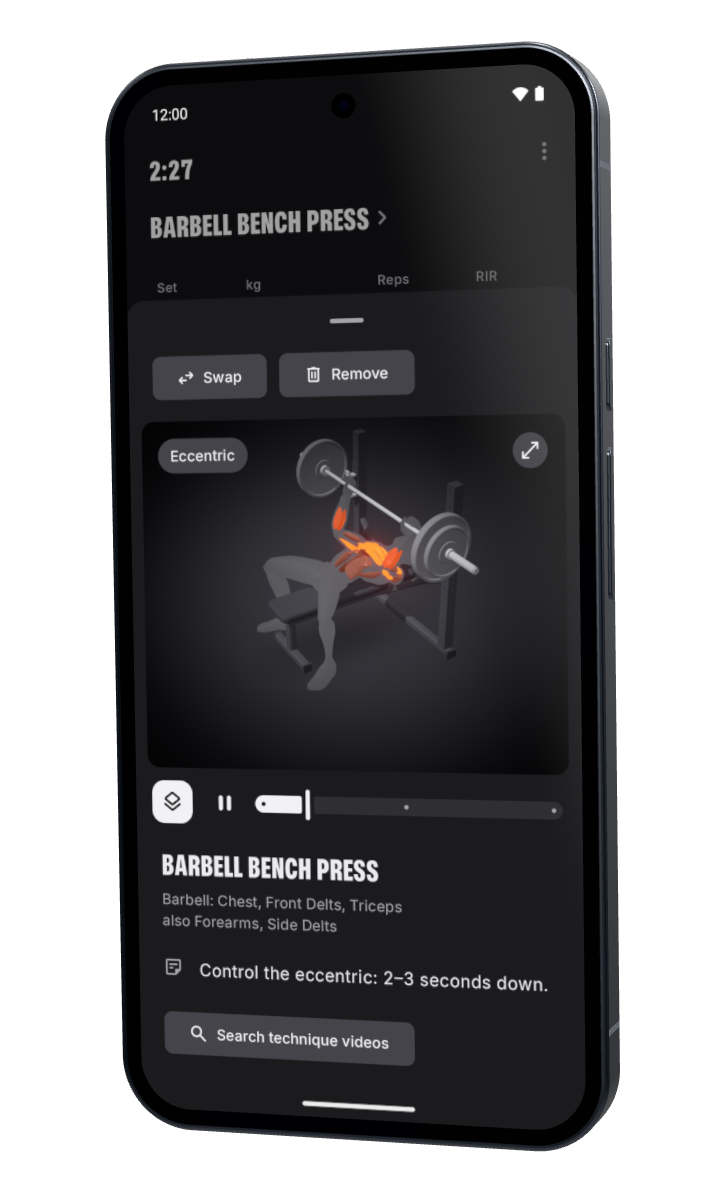 12:00
2:27
BARBELL BENCH PRESS
Set kg Reps RIR
Swap Remove
Eccentric
BARBELL BENCH PRESS
Barbell: Chest, Front Delts, Triceps
also Forearms, Side Delts
Control the eccentric: 2–3 seconds down.
Search technique videos